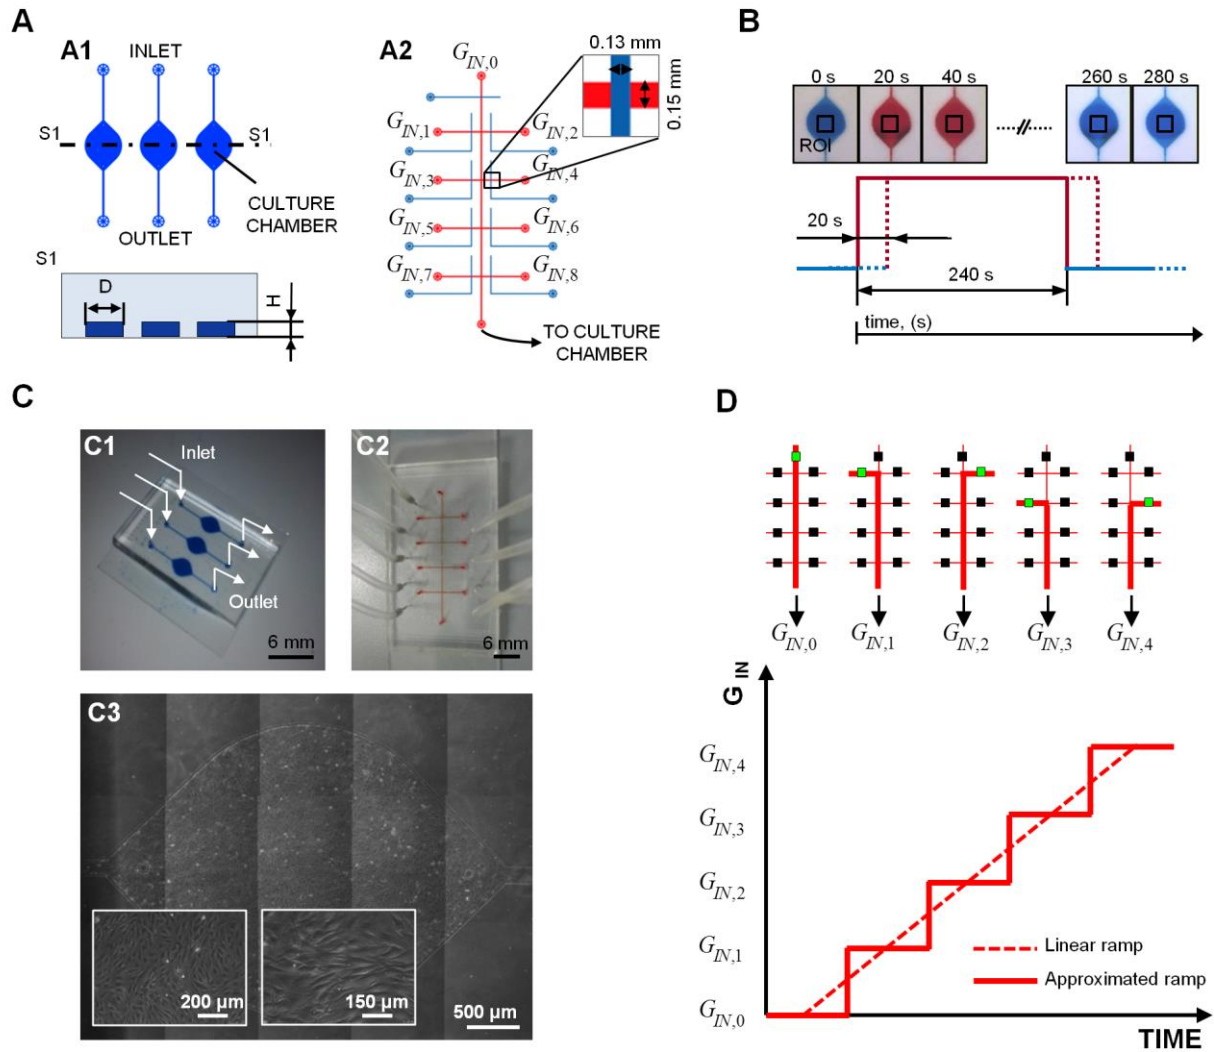 A
A1
INLET
S1
S1
CULTURE
CHAMBER
OUTLET
S1
D
H
A2
G_IN,0
0.13 mm
0.15 mm
G_IN,1
G_IN,2
G_IN,3
G_IN,4
G_IN,5
G_IN,6
G_IN,7
G_IN,8
TO CULTURE
CHAMBER
B
0 s
20 s
40 s
260 s
280 s
ROI
20 s
240 s
time, (s)
C
C1
Inlet
Outlet
6 mm
C2
6 mm
C3
200 µm
150 µm
500 µm
D
G_IN,0
G_IN,1
G_IN,2
G_IN,3
G_IN,4
G IN
G_IN,4
G_IN,3
G_IN,2
G_IN,1
G_IN,0
Linear ramp
Approximated ramp
TIME